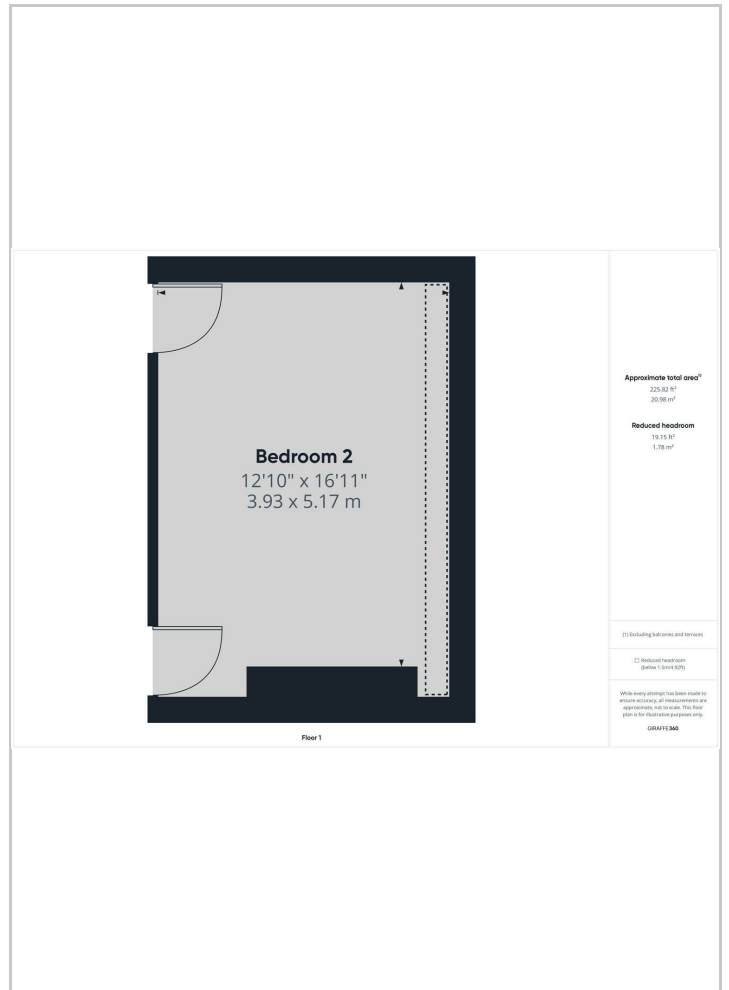 Bedroom 2
12'10" x 16'11"
3.93 x 5.17 m
Floor 1
Approximate total area⁽¹⁾
225.82 ft²
20.98 m²
Reduced headroom
19.15 ft²
1.78 m²
(1) Excluding balconies and terraces
Reduced headroom
(below 1.5m/4.92ft)
While every attempt has been made to
ensure accuracy, all measurements are
approximate, not to scale. This floor
plan is for illustrative purposes only.
GIRAFFE360